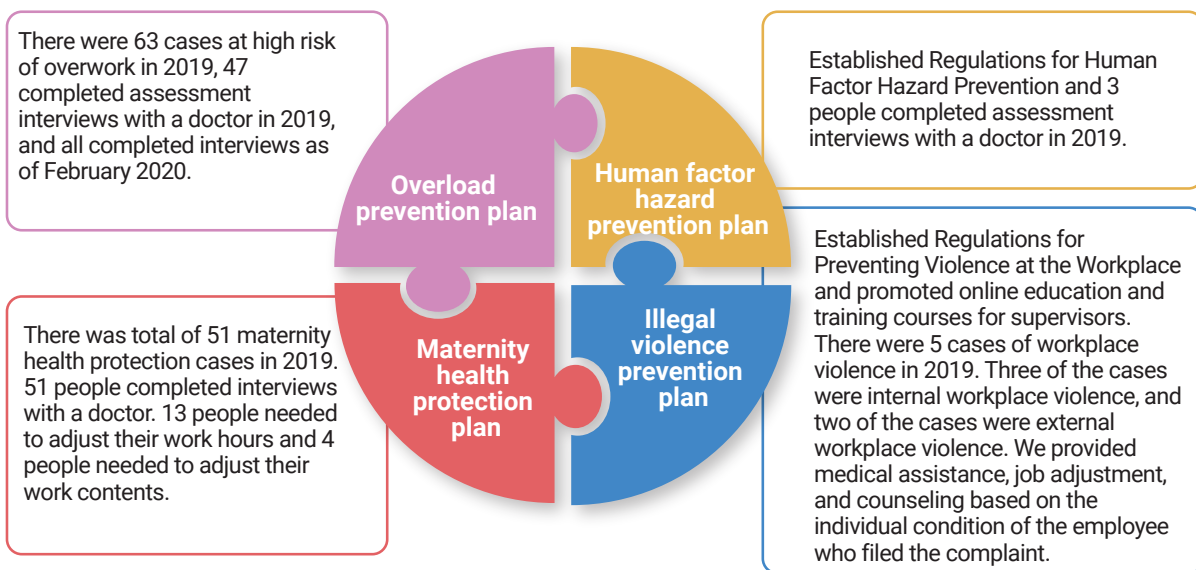 There were 63 cases at high risk
of overwork in 2019, 47
completed assessment
interviews with a doctor in 2019,
and all completed interviews as
of February 2020.
Overload
prevention plan
Human factor
hazard
prevention plan
Established Regulations for Human
Factor Hazard Prevention and 3
people completed assessment
interviews with a doctor in 2019.
There was total of 51 maternity
health protection cases in 2019.
51 people completed interviews
with a doctor. 13 people needed
to adjust their work hours and 4
people needed to adjust their
work contents.
Maternity
health
protection
plan
Illegal
violence
prevention
plan
Established Regulations for
Preventing Violence at the Workplace
and promoted online education and
training courses for supervisors.
There were 5 cases of workplace
violence in 2019. Three of the cases
were internal workplace violence, and
two of the cases were external
workplace violence. We provided
medical assistance, job adjustment,
and counseling based on the
individual condition of the employee
who filed the complaint.